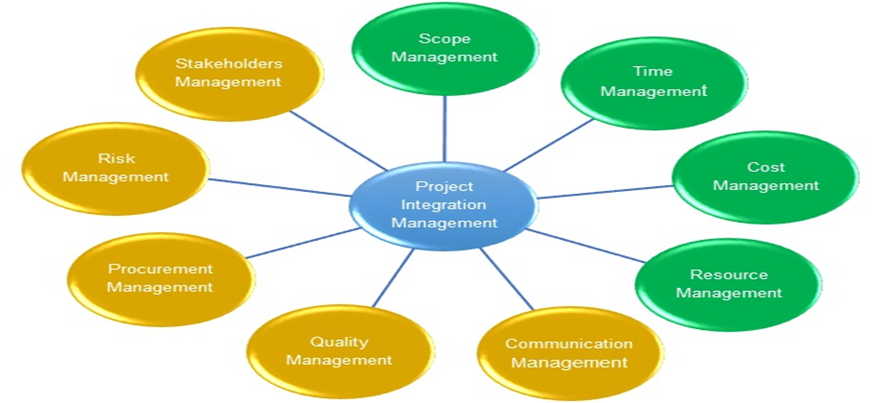 Scope
Management
Time
Management
Cost
Management
Resource
Management
Communication
Management
Quality
Management
Procurement
Management
Risk
Management
Stakeholders
Management
Project
Integration
Management